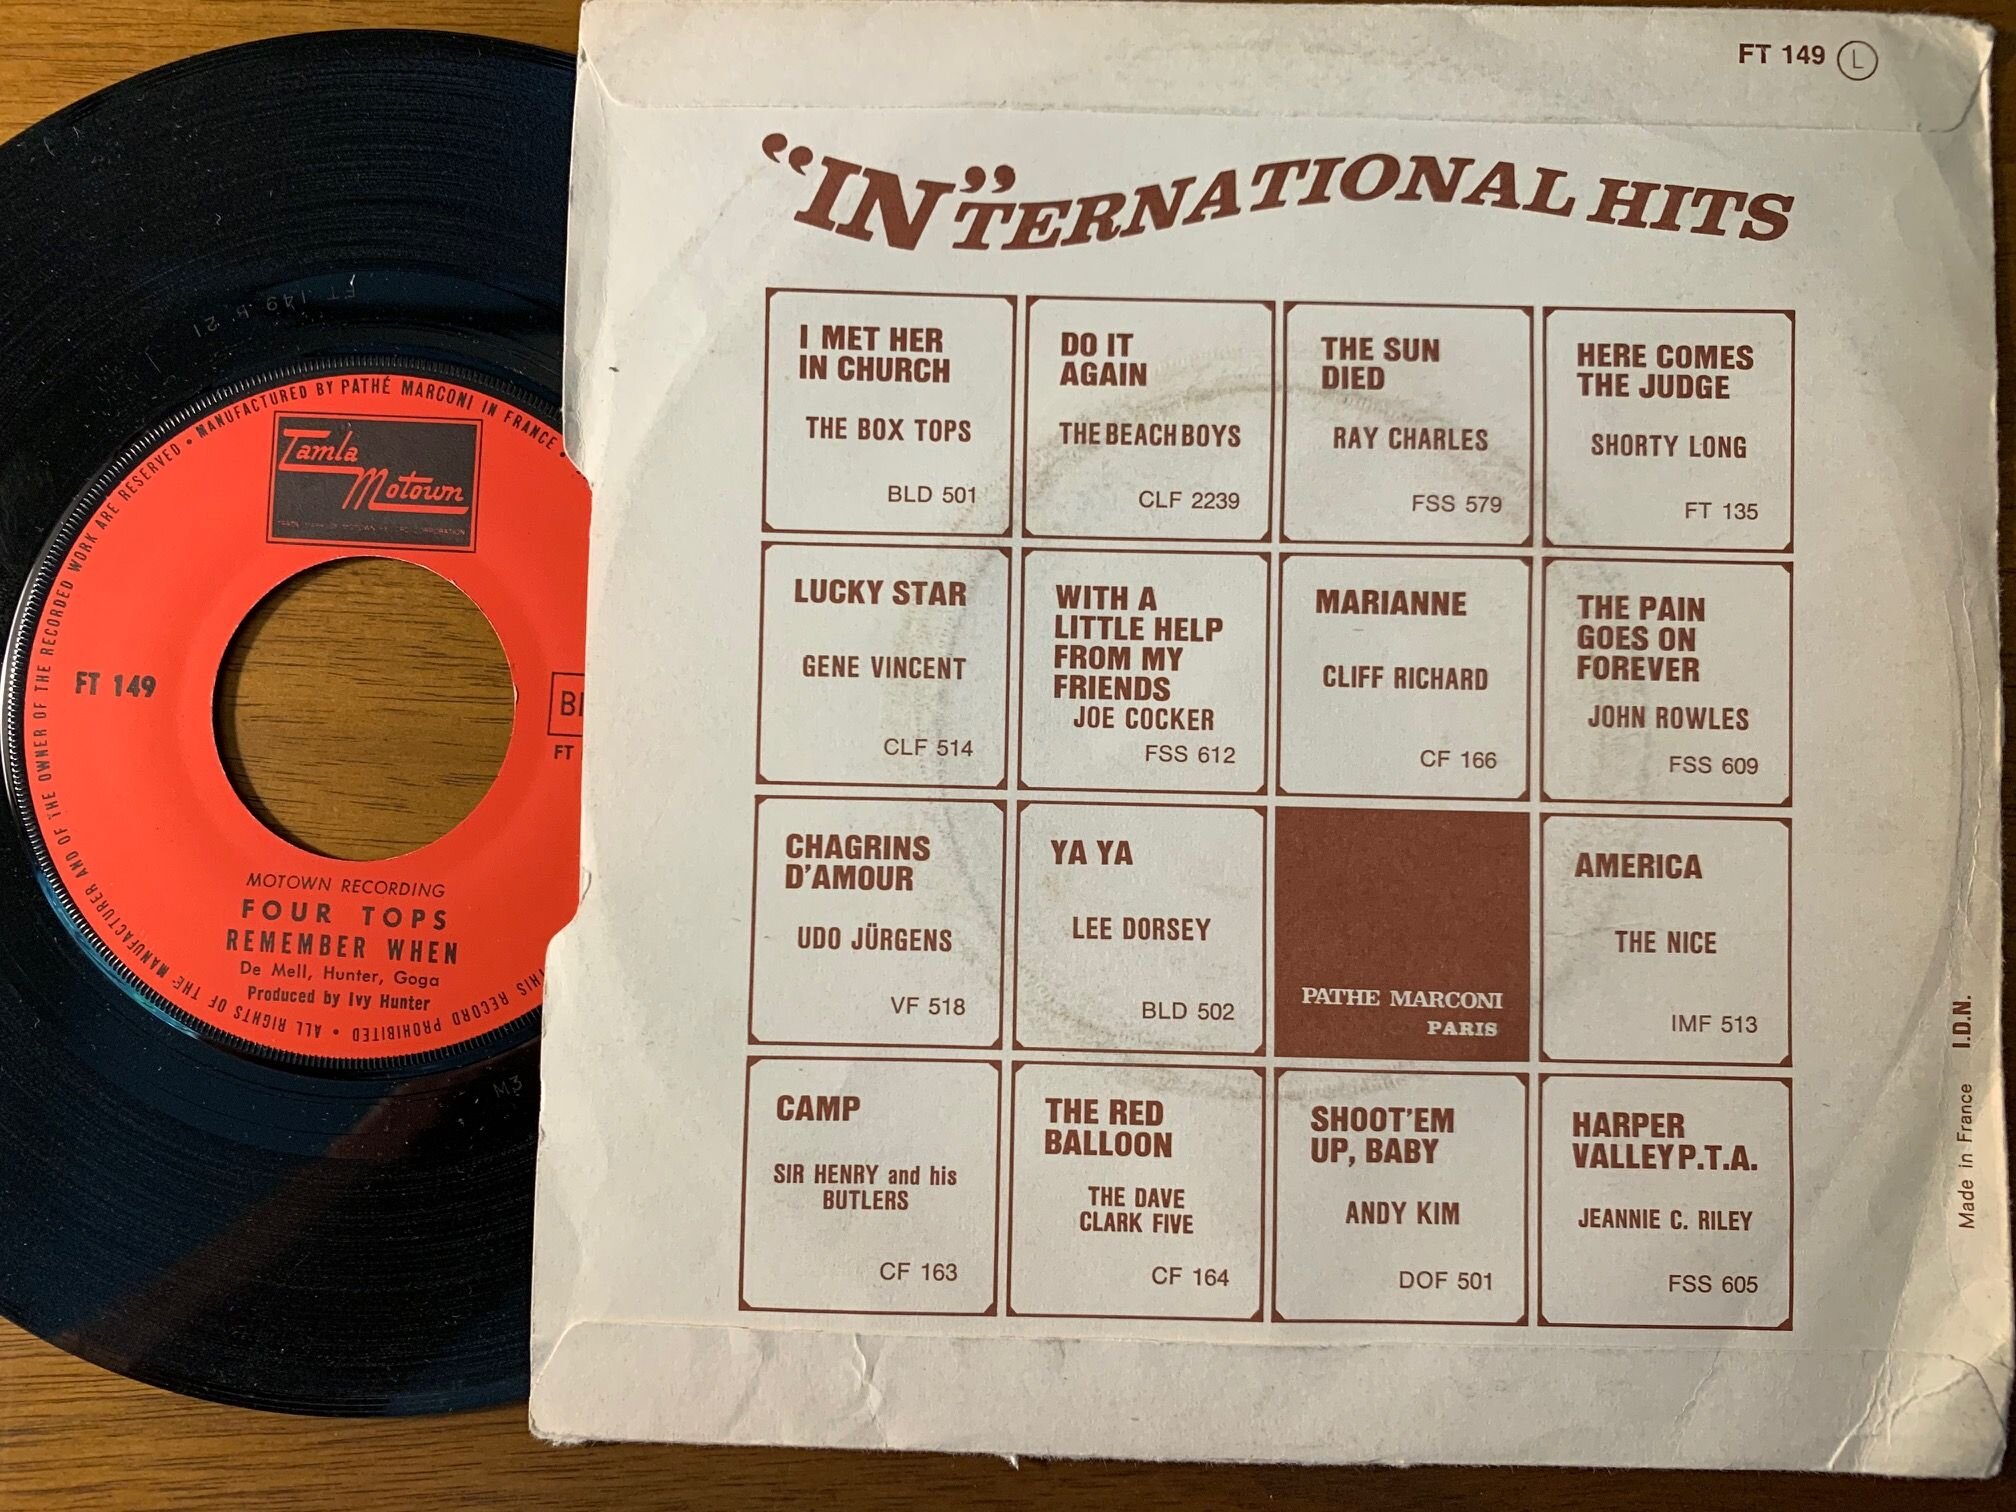 FT 149 L
“IN”TERNATIONAL HITS
I MET HER
IN CHURCH
THE BOX TOPS
BLD 501
DO IT
AGAIN
THE BEACH BOYS
CLF 2239
THE SUN
DIED
RAY CHARLES
FSS 579
HERE COMES
THE JUDGE
SHORTY LONG
FT 135
LUCKY STAR
GENE VINCENT
CLF 514
WITH A
LITTLE HELP
FROM MY
FRIENDS
JOE COCKER
FSS 612
MARIANNE
CLIFF RICHARD
CF 166
THE PAIN
GOES ON
FOREVER
JOHN ROWLES
FSS 609
CHAGRINS
D'AMOUR
UDO JÜRGENS
VF 518
YA YA
LEE DORSEY
BLD 502
PATHE MARCONI
PARIS
AMERICA
THE NICE
IMF 513
CAMP
SIR HENRY and his
BUTLERS
CF 163
THE RED
BALLOON
THE DAVE
CLARK FIVE
CF 164
SHOOT'EM
UP, BABY
ANDY KIM
DOF 501
HARPER
VALLEY P.T.A.
JEANNIE C. RILEY
FSS 605
Made in France I.D.N.
FT 149 B 21
M3
MANUFACTURED BY PATHÉ MARCONI IN FRANCE •
Tamla
Motown
FT 149
FT
MOTOWN RECORDING
FOUR TOPS
REMEMBER WHEN
De Mell, Hunter, Goga
Produced by Ivy Hunter
THIS RECORD PROHIBITED • ALL RIGHTS OF THE MANUFACTURER AND OF THE OWNER OF THE RECORDED WORK ARE RESERVED •